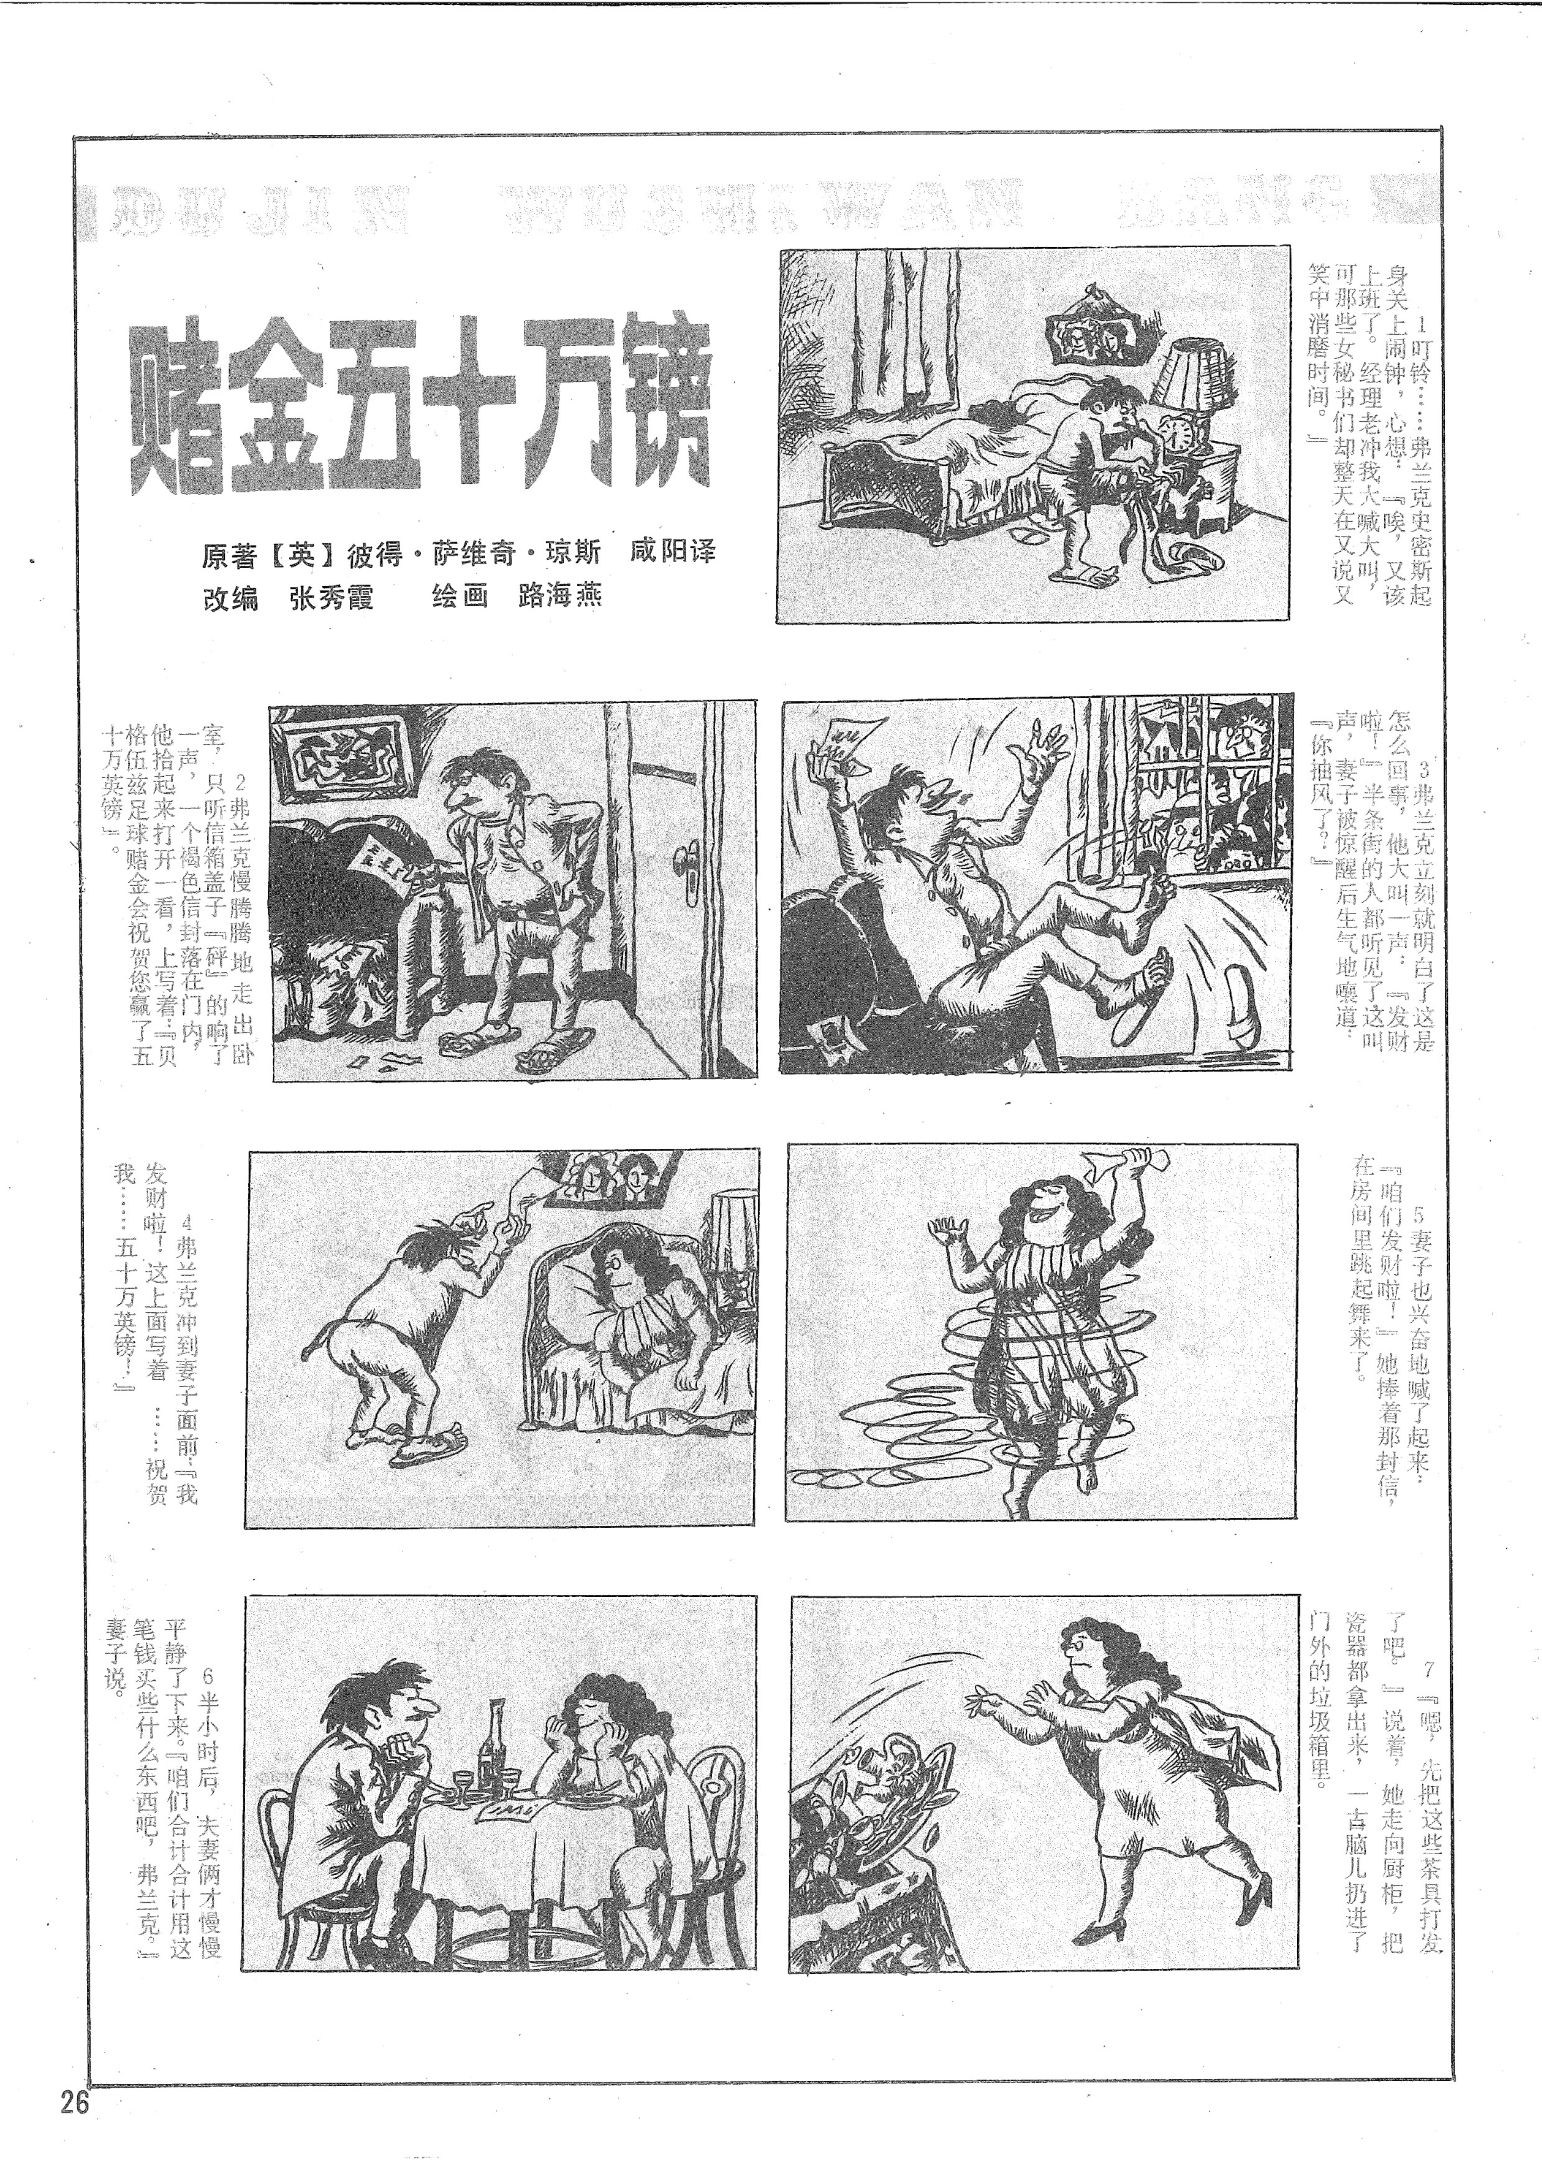 赌金五十万镑
原著【英】彼得·萨维奇·琼斯 咸阳译
改编 张秀霞 绘画 路海燕
1叮铃……弗兰克史密斯起
身关上闹钟，心想：『唉，又该
上班了。经理老冲我大喊大叫，
可那些女秘书们却整天在又说又
笑中消磨时间。』
2弗兰克慢腾腾地走出卧
室，只听信箱盖子『砰』的响了
一声，一个褐色信封落在门内，
他拾起来打开一看，上写着：『贝
格伍兹足球赌金会祝贺您赢了五
十万英镑』。
3弗兰克立刻就明白了这是
怎么回事，他大叫一声：『发财
啦！』半条街的人都听见了这叫
声，妻子被惊醒后生气地嚷道：
『你抽风了？』
4弗兰克冲到妻子面前：『我
发财啦！这上面写着……祝贺
我……五十万英镑！』
5妻子也兴奋地喊了起来：
『咱们发财啦！』她捧着那封信，
在房间里跳起舞来了。
6半小时后，夫妻俩才慢慢
平静了下来。『咱们合计合计用这
笔钱买些什么东西吧，弗兰克。』
妻子说。
7『嗯，先把这些茶具打发
了吧。』说着，她走向厨柜，把
瓷器都拿出来，一古脑儿扔进了
门外的垃圾箱里。
26